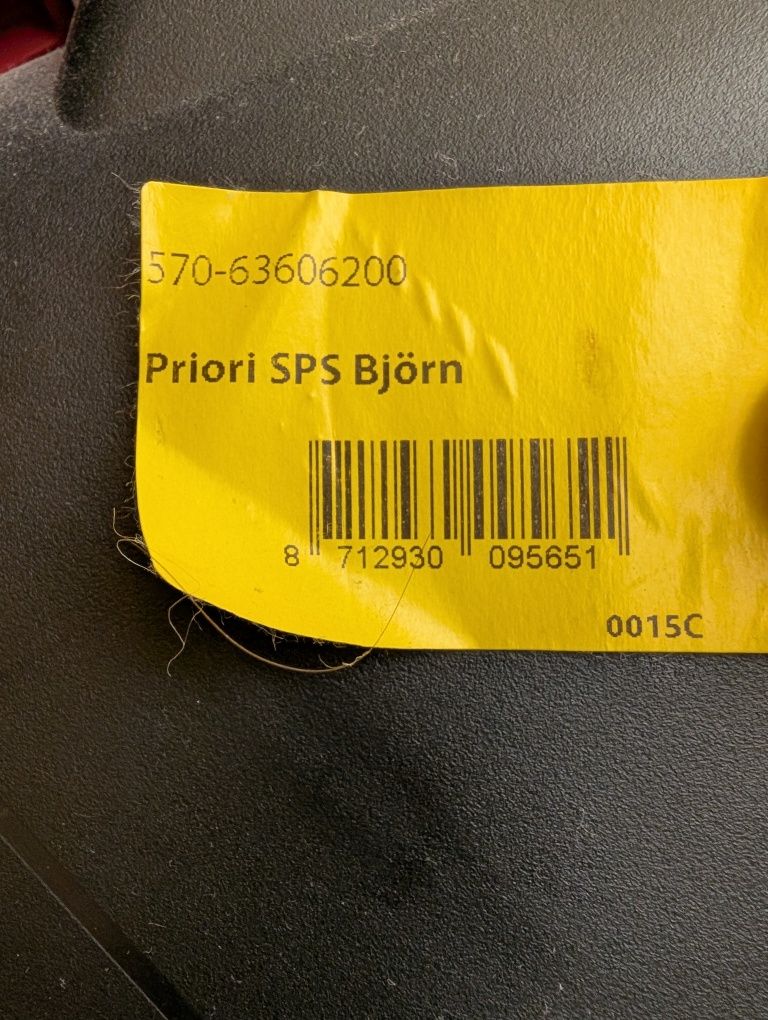 570-63606200
Priori SPS Björn
8 712930 095651
0015C